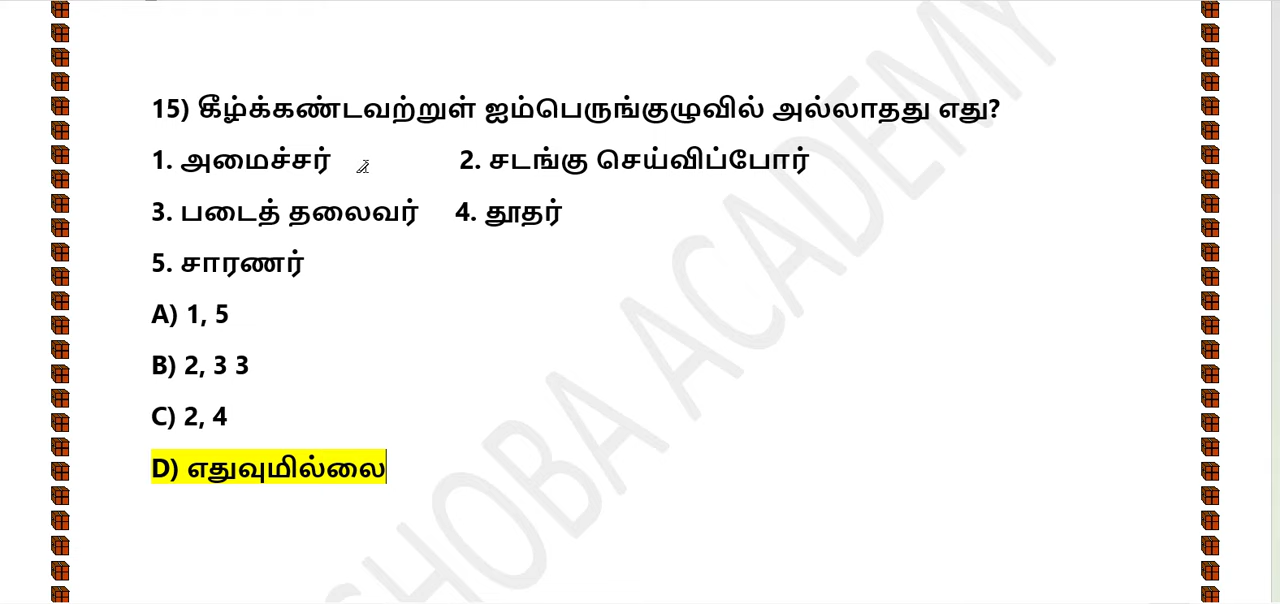 15) கீழ்க்கண்டவற்றுள் ஐம்பெருங்குழுவில் அல்லாதது எது?
1. அமைச்சர் 2. சடங்கு செய்விப்போர்
3. படைத் தலைவர் 4. தூதர்
5. சாரணர்
A) 1, 5
B) 2, 3 3
C) 2, 4
D) எதுவுமில்லை
SHOBA ACADEMY